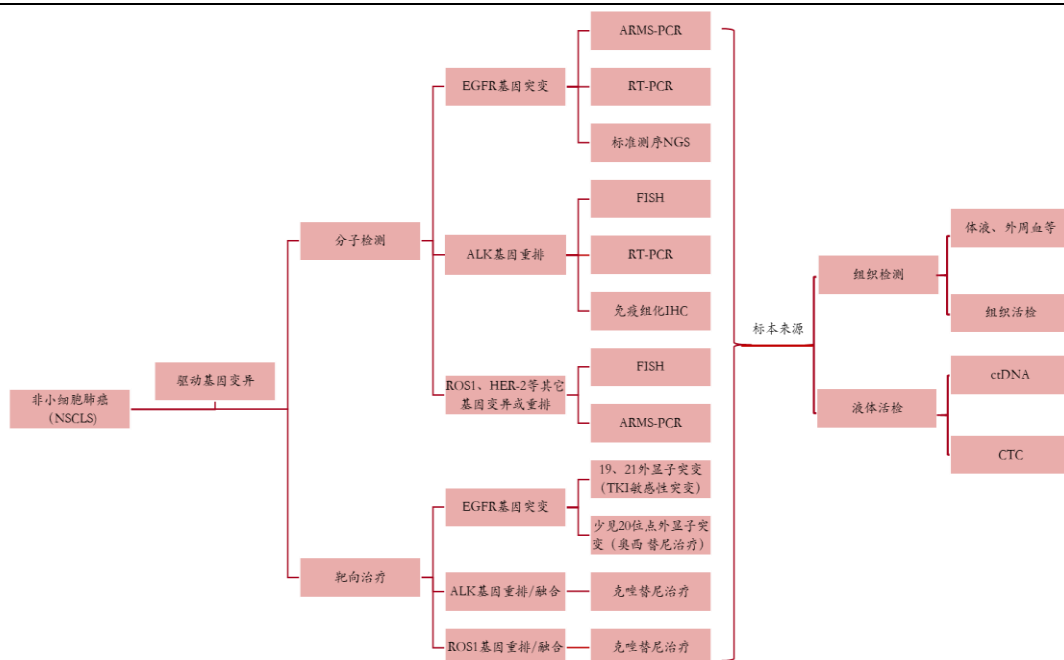 非小细胞肺癌
（NSCLS)
驱动基因变异
分子检测
EGFR基因突变
ARMS-PCR
RT-PCR
标准测序NGS
ALK基因重排
FISH
RT-PCR
免疫组化IHC
ROS1、HER-2等其它
基因变异或重排
FISH
ARMS-PCR
靶向治疗
EGFR基因突变
19、21外显子突变
（TKI敏感性突变）
少见20位点外显子突
变（奥西 替尼治疗）
ALK基因重排/融合
克唑替尼治疗
ROS1基因重排/融合
克唑替尼治疗
标本来源
组织检测
体液、外周血等
组织活检
液体活检
ctDNA
CTC